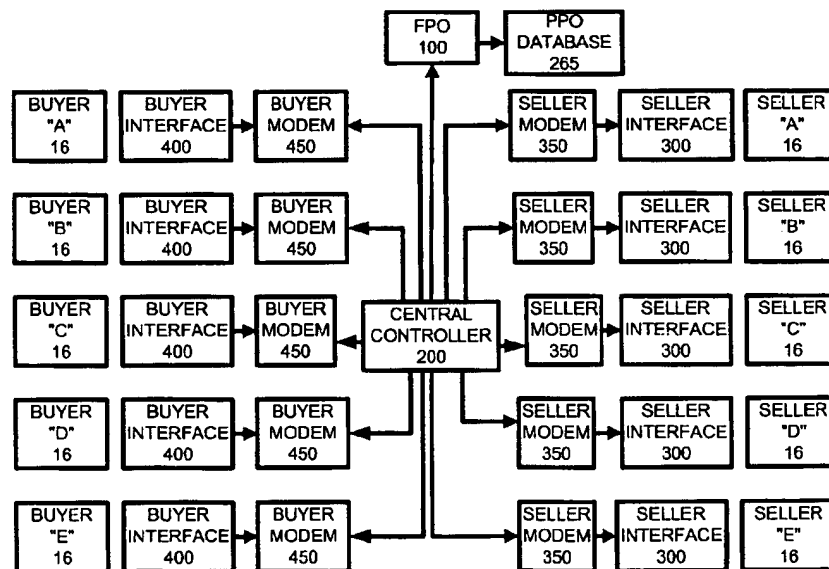 FPO
100
PPO
DATABASE
265
BUYER
"A"
16
BUYER
INTERFACE
400
BUYER
MODEM
450
SELLER
MODEM
350
SELLER
INTERFACE
300
SELLER
"A"
16
BUYER
"B"
16
BUYER
INTERFACE
400
BUYER
MODEM
450
SELLER
MODEM
350
SELLER
INTERFACE
300
SELLER
"B"
16
BUYER
"C"
16
BUYER
INTERFACE
400
BUYER
MODEM
450
CENTRAL
CONTROLLER
200
SELLER
MODEM
350
SELLER
INTERFACE
300
SELLER
"C"
16
BUYER
"D"
16
BUYER
INTERFACE
400
BUYER
MODEM
450
SELLER
MODEM
350
SELLER
INTERFACE
300
SELLER
"D"
16
BUYER
"E"
16
BUYER
INTERFACE
400
BUYER
MODEM
450
SELLER
MODEM
350
SELLER
INTERFACE
300
SELLER
"E"
16